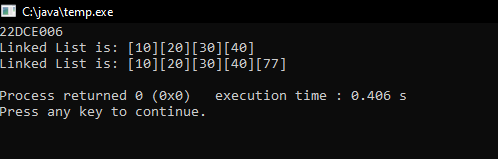 C:\java\temp.exe
22DCE006
Linked List is: [10][20][30][40]
Linked List is: [10][20][30][40][77]
Process returned 0 (0x0)   execution time : 0.406 s
Press any key to continue.